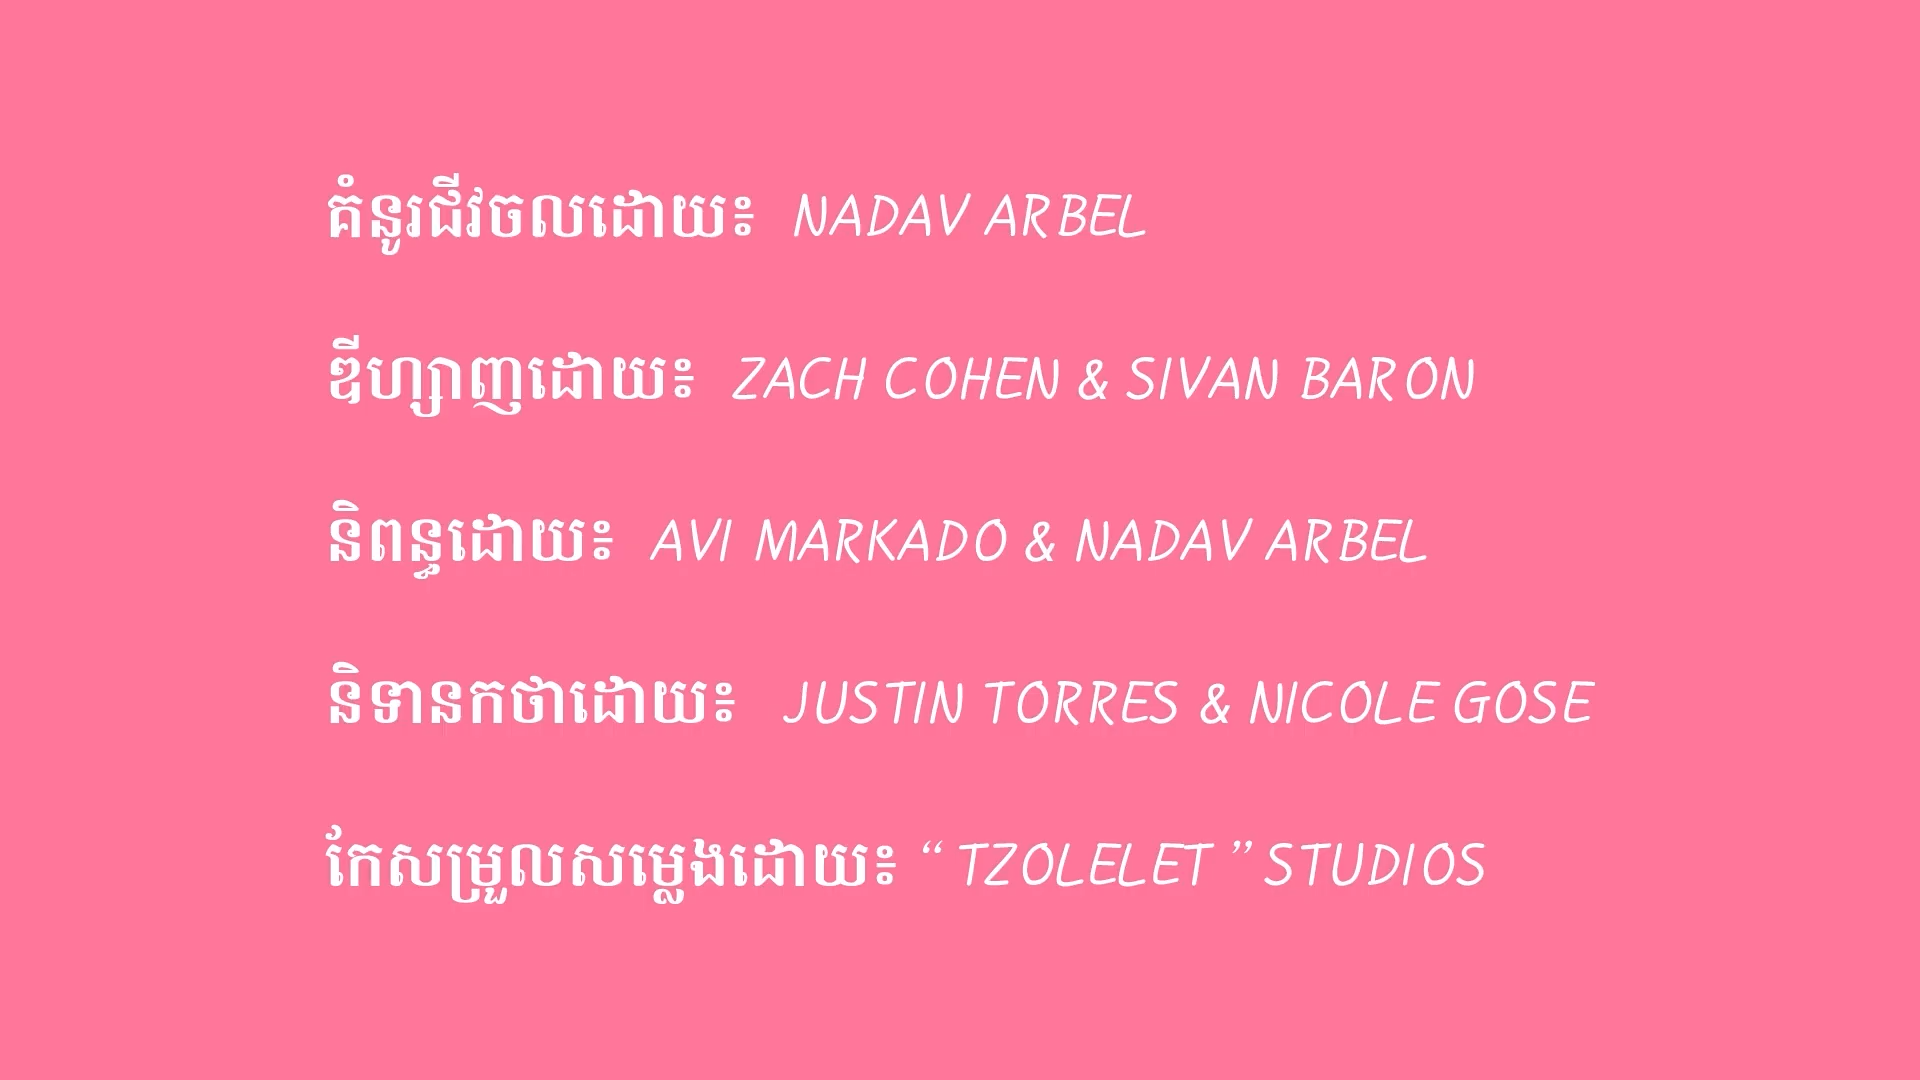 គំនូរជីវចលដោយ៖ NADAV ARBEL
ឌីហ្សាញដោយ៖ ZACH COHEN & SIVAN BARON
និពន្ធដោយ៖ AVI MARKADO & NADAV ARBEL
និទានកថាដោយ៖ JUSTIN TORRES & NICOLE GOSE
កែសម្រួលសម្លេងដោយ៖ “ TZOLELET ” STUDIOS